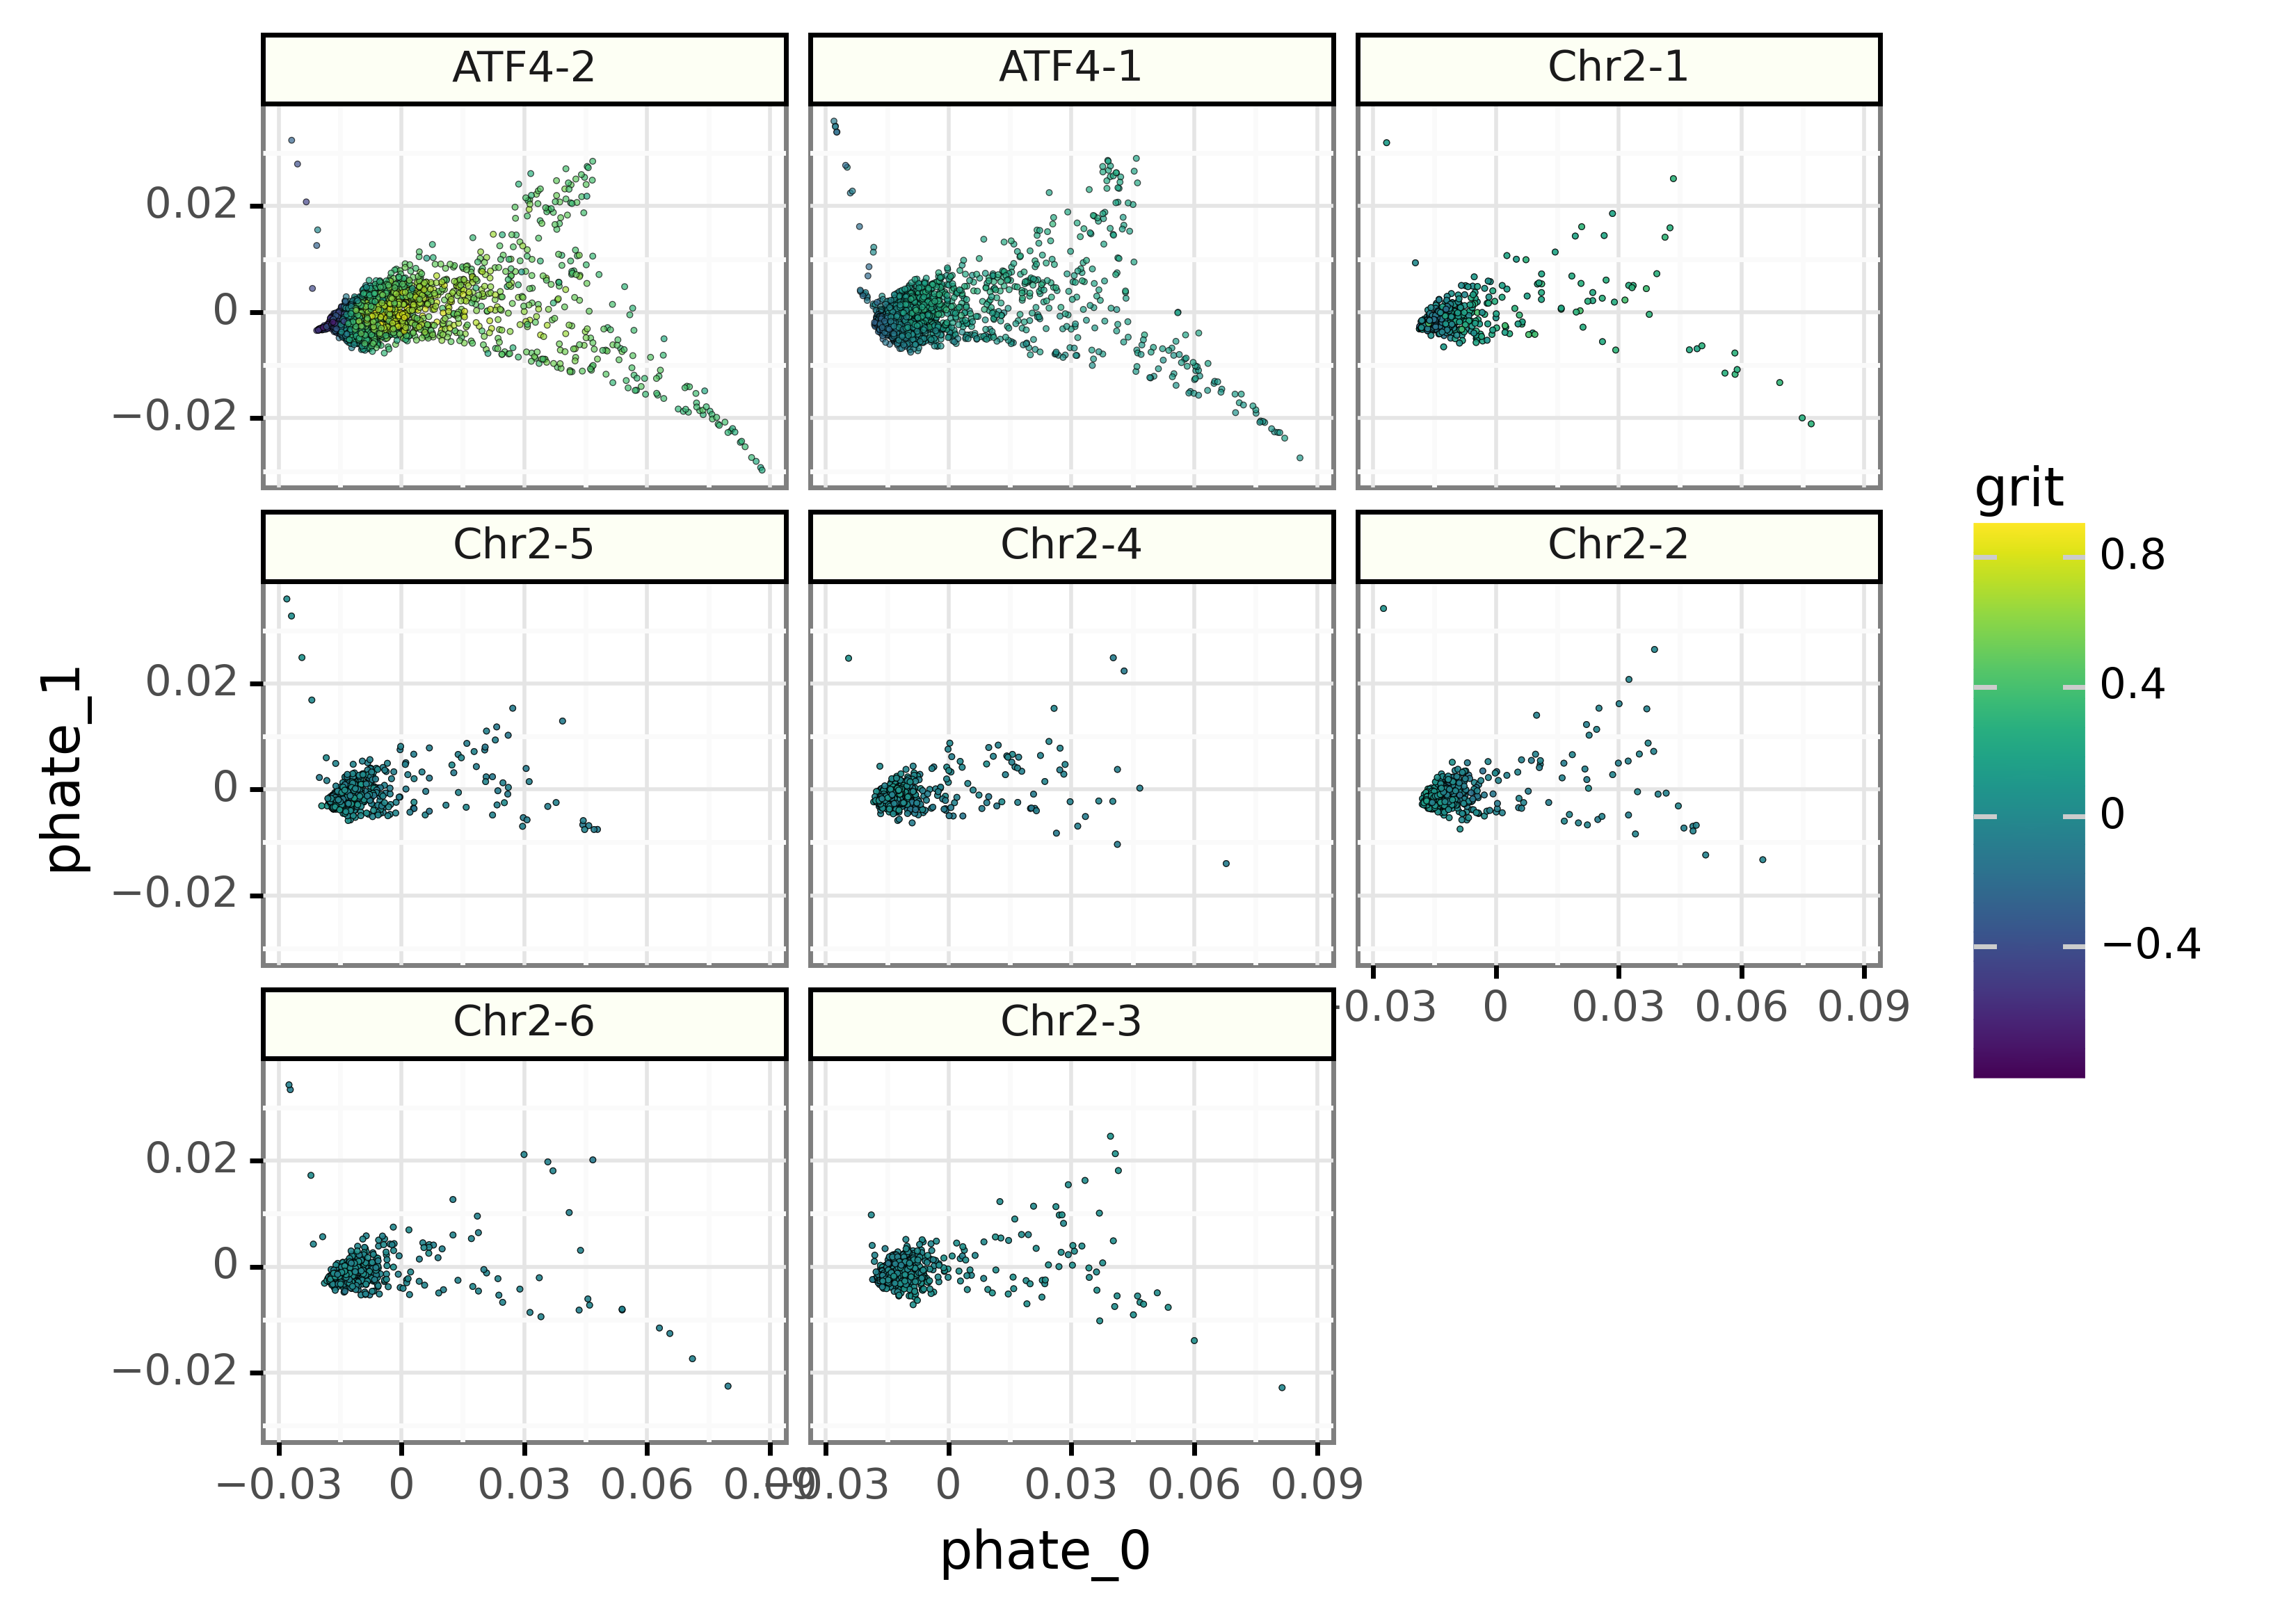 ATF4-2 ATF4-1 Chr2-1
0.02
0
−0.02
Chr2-5 Chr2-4 Chr2-2
0.02
0
−0.02
−0.03 0 0.03 0.06 0.09
Chr2-6 Chr2-3
0.02
0
−0.02
−0.03 0 0.03 0.06 0.09 −0.03 0 0.03 0.06 0.09
phate_0
phate_1
grit
0.8
0.4
0
−0.4